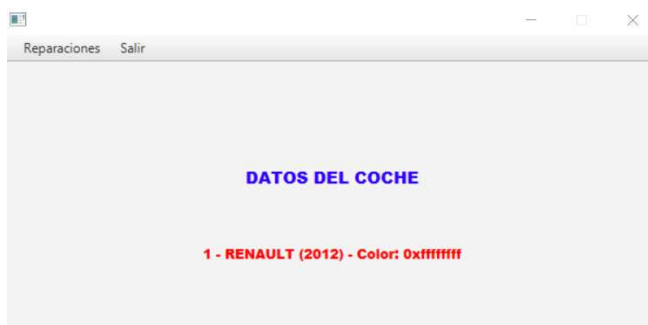 Reparaciones Salir
DATOS DEL COCHE
1 - RENAULT (2012) - Color: 0xffffffff